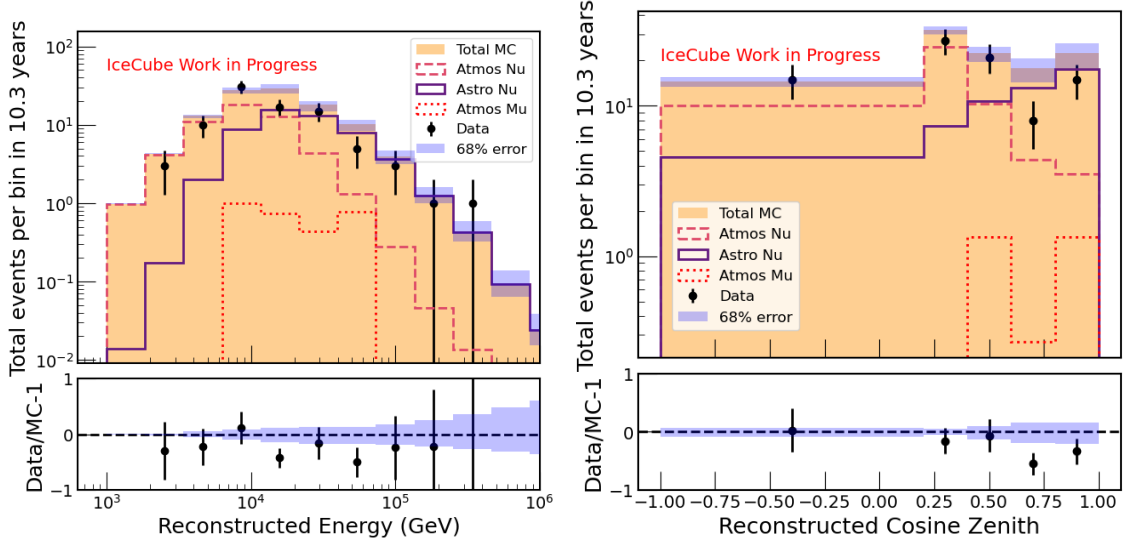 Total events per bin in 10.3 years
10²
10¹
10⁰
10⁻¹
10⁻²
IceCube Work in Progress
Total MC
Atmos Nu
Astro Nu
Atmos Mu
Data
68% error
Data/MC-1
1
0
−1
10³
10⁴
10⁵
10⁶
Reconstructed Energy (GeV)
Total events per bin in 10.3 years
10¹
10⁰
IceCube Work in Progress
Total MC
Atmos Nu
Astro Nu
Atmos Mu
Data
68% error
Data/MC-1
1
0
−1
−1.00 −0.75 −0.50 −0.25 0.00 0.25 0.50 0.75 1.00
Reconstructed Cosine Zenith